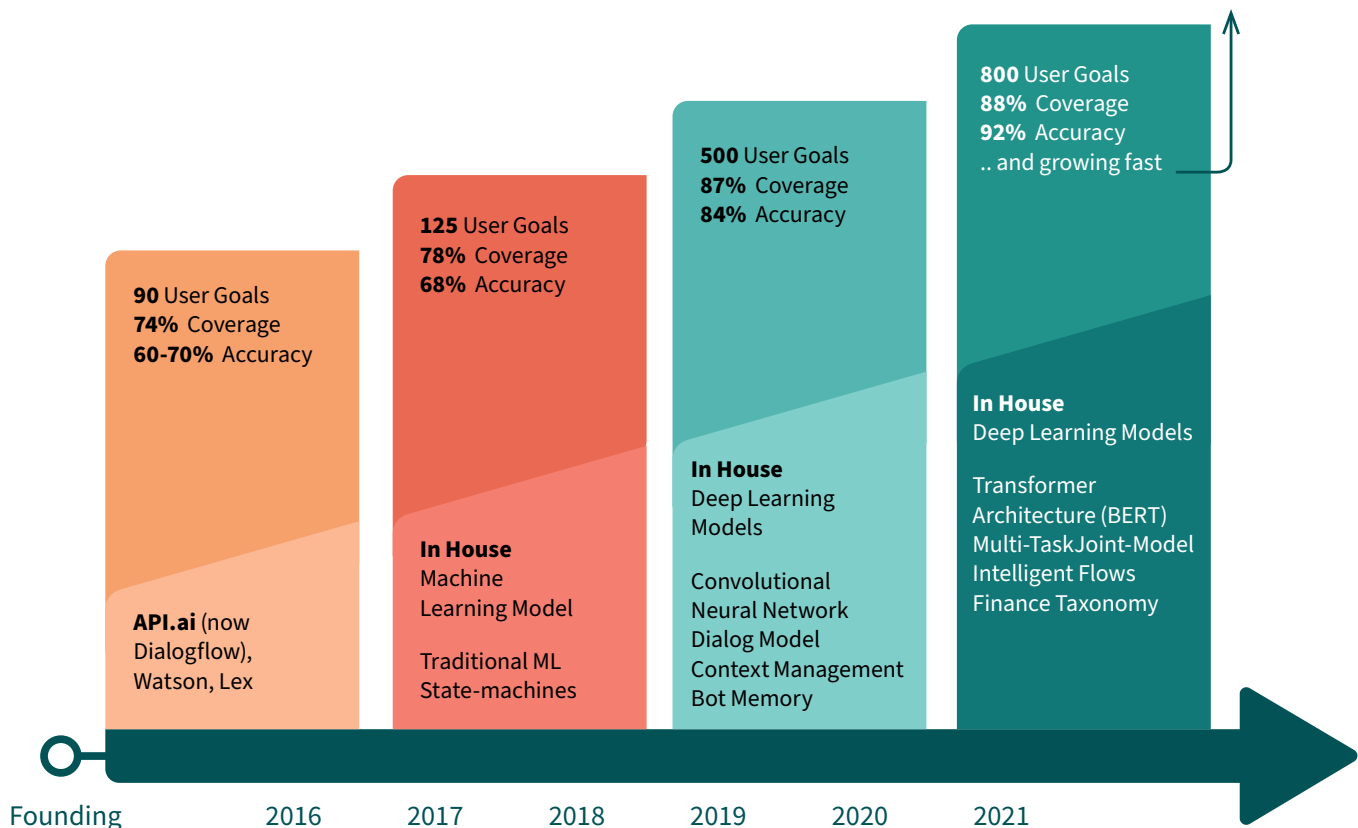 90 User Goals
74% Coverage
60-70% Accuracy
API.ai (now
Dialogflow),
Watson, Lex
125 User Goals
78% Coverage
68% Accuracy
In House
Machine
Learning Model
Traditional ML
State-machines
500 User Goals
87% Coverage
84% Accuracy
In House
Deep Learning
Models
Convolutional
Neural Network
Dialog Model
Context Management
Bot Memory
800 User Goals
88% Coverage
92% Accuracy
.. and growing fast
In House
Deep Learning Models
Transformer
Architecture (BERT)
Multi-TaskJoint-Model
Intelligent Flows
Finance Taxonomy
Founding 2016 2017 2018 2019 2020 2021